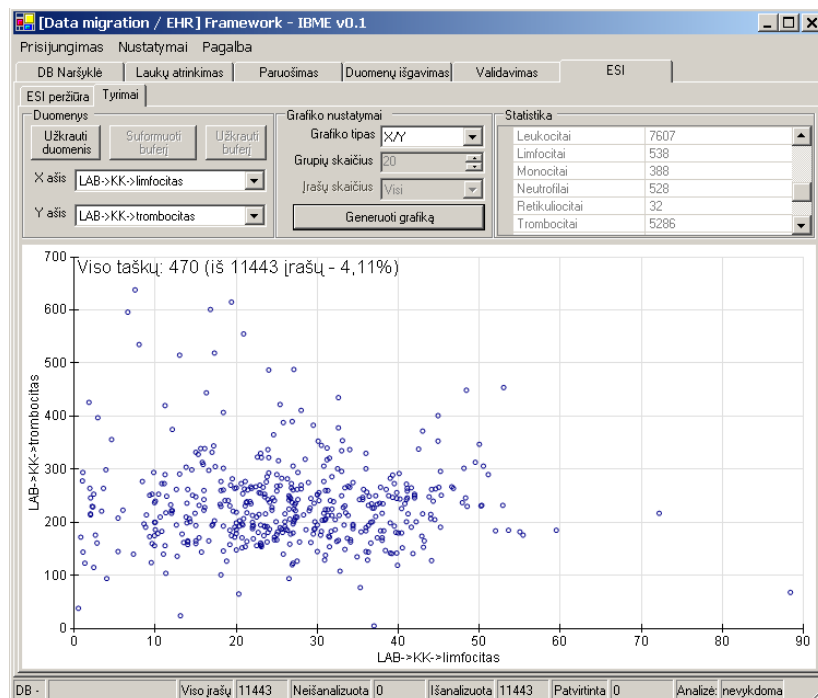 [Data migration / EHR] Framework - IBME v0.1
Prisijungimas Nustatymai Pagalba
DB Naršyklė Laukų atrinkimas Paruošimas Duomenų išgavimas Validavimas ESI
ESI peržiūra Tyrimai
Duomenys
Užkrauti duomenis
Suformuoti buferį
Užkrauti buferį
X ašis LAB->KK->limfocitas
Y ašis LAB->KK->trombocitas
Grafiko nustatymai
Grafiko tipas X/Y
Grupių skaičius 20
Įrašų skaičius Visi
Generuoti grafiką
Statistika
Leukocitai 7607
Limfocitai 538
Monocitai 388
Neutrofilai 528
Retikuliocitai 32
Trombocitai 5286
Viso taškų: 470 (iš 11443 įrašų - 4,11%)
LAB->KK->trombocitas
700
600
500
400
300
200
100
0
0 10 20 30 40 50 60 70 80 90
LAB->KK->limfocitas
DB - Viso įrašų 11443 Neišanalizuota 0 Išanalizuota 11443 Patvirtinta 0 Analizė: nevykdoma